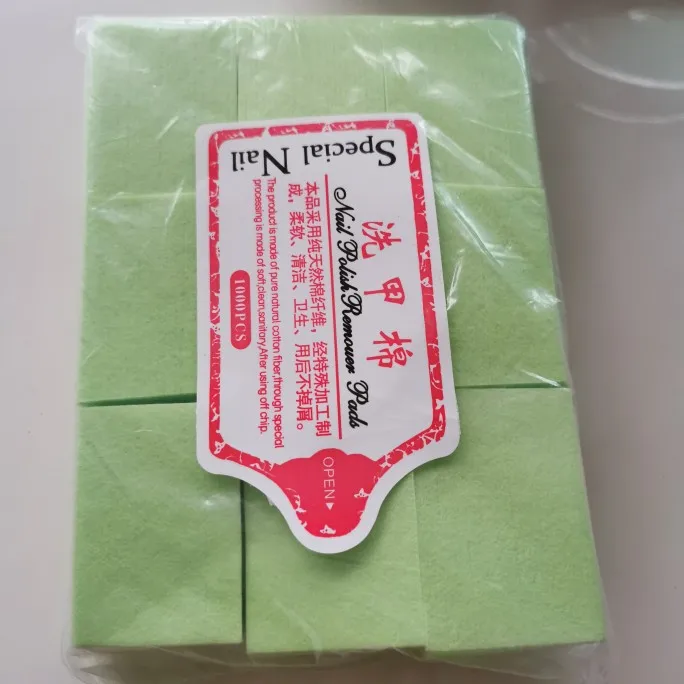 Special Nail
洗甲棉
Nail Polish Remouer Pads
本品采用纯天然棉纤维，经特殊加工制
成，柔软、清洁、卫生、用后不掉屑。
The product is made of pure natural cotton fiber,through special
processing is made of soft,clean,sanitary.After using off chip.
1000PCS
OPEN